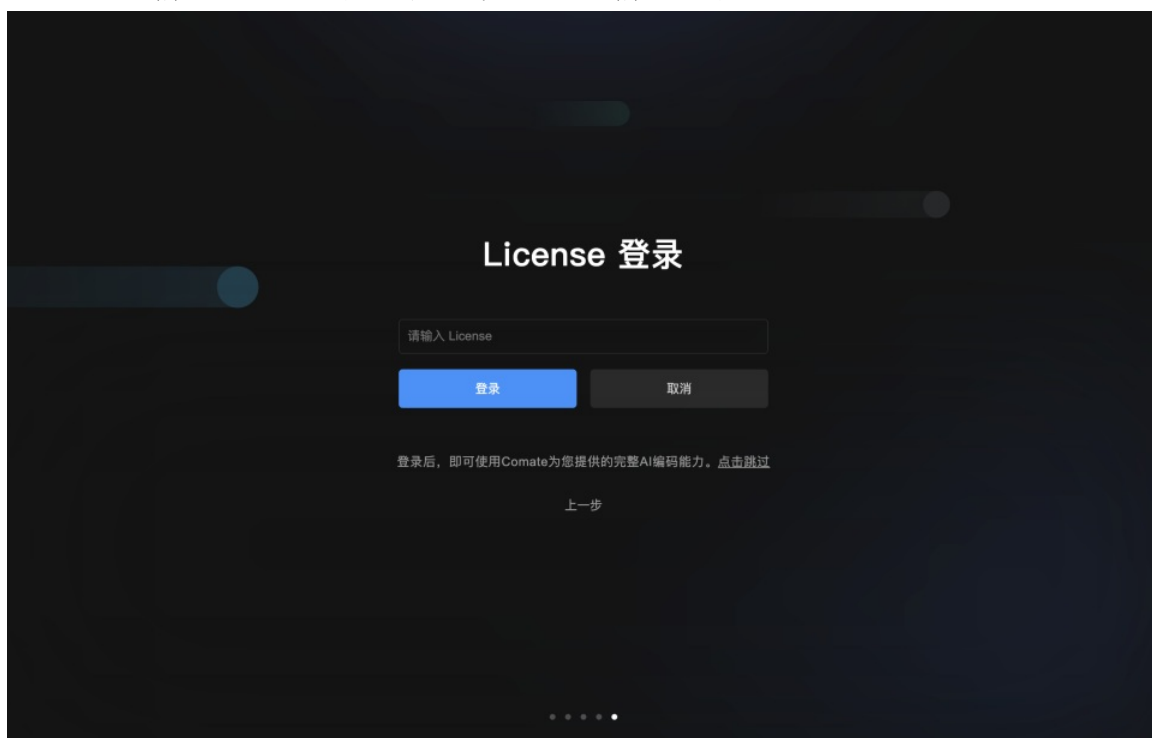 License 登录
请输入 License
登录
取消
登录后，即可使用Comate为您提供的完整AI编码能力。点击跳过
上一步